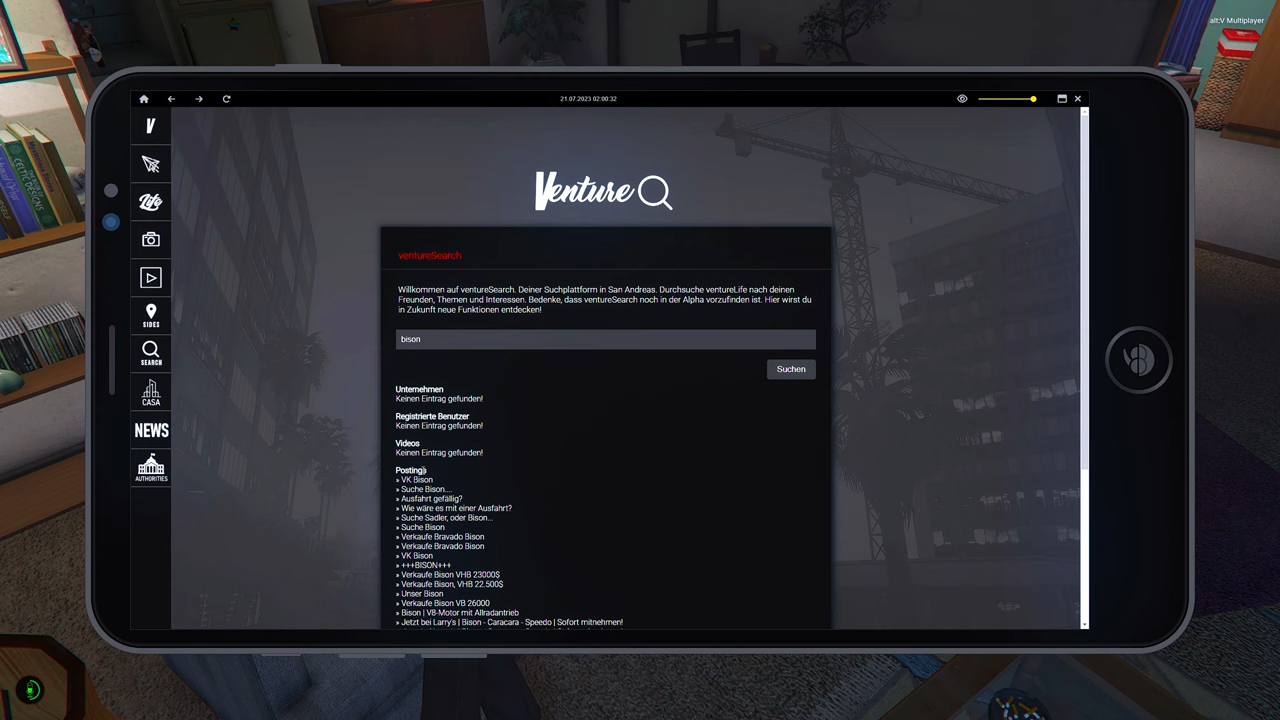 alt:V Multiplayer
21.07.2023 02:00:32
V
Life
SIDES
SEARCH
CASA
NEWS
AUTHORITIES
Venture
ventureSearch
Willkommen auf ventureSearch. Deiner Suchplattform in San Andreas. Durchsuche ventureLife nach deinen
Freunden, Themen und Interessen. Bedenke, dass ventureSearch noch in der Alpha vorzufinden ist. Hier wirst du
in Zukunft neue Funktionen entdecken!
bison
Suchen
Unternehmen
Keinen Eintrag gefunden!
Registrierte Benutzer
Keinen Eintrag gefunden!
Videos
Keinen Eintrag gefunden!
Postings
» VK Bison
» Suche Bison....
» Ausfahrt gefällig?
» Wie wäre es mit einer Ausfahrt?
» Suche Sadler, oder Bison...
» Suche Bison
» Verkaufe Bravado Bison
» Verkaufe Bravado Bison
» VK Bison
» +++BISON+++
» Verkaufe Bison VHB 23000$
» Verkaufe Bison, VHB 22.500$
» Unser Bison
» Verkaufe Bison VB 26000
» Bison | V8-Motor mit Allradantrieb
» Jetzt bei Larry's | Bison - Caracara - Speedo | Sofort mitnehmen!
CELTIC DESIGNS